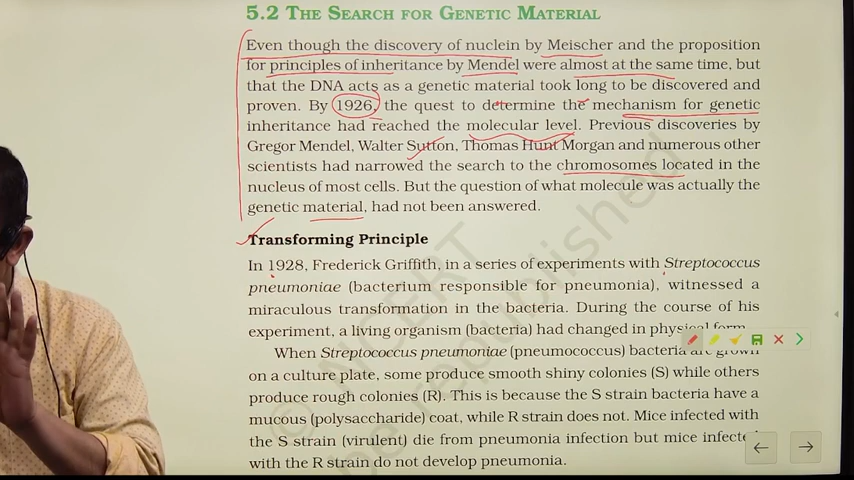 5.2 The Search for Genetic Material
Even though the discovery of nuclein by Meischer and the proposition
for principles of inheritance by Mendel were almost at the same time, but
that the DNA acts as a genetic material took long to be discovered and
proven. By 1926, the quest to determine the mechanism for genetic
inheritance had reached the molecular level. Previous discoveries by
Gregor Mendel, Walter Sutton, Thomas Hunt Morgan and numerous other
scientists had narrowed the search to the chromosomes located in the
nucleus of most cells. But the question of what molecule was actually the
genetic material, had not been answered.
Transforming Principle
In 1928, Frederick Griffith, in a series of experiments with Streptococcus
pneumoniae (bacterium responsible for pneumonia), witnessed a
miraculous transformation in the bacteria. During the course of his
experiment, a living organism (bacteria) had changed in physical form.
When Streptococcus pneumoniae (pneumococcus) bacteria are grown
on a culture plate, some produce smooth shiny colonies (S) while others
produce rough colonies (R). This is because the S strain bacteria have a
mucous (polysaccharide) coat, while R strain does not. Mice infected with
the S strain (virulent) die from pneumonia infection but mice infected
with the R strain do not develop pneumonia.
© NCERT
be republished